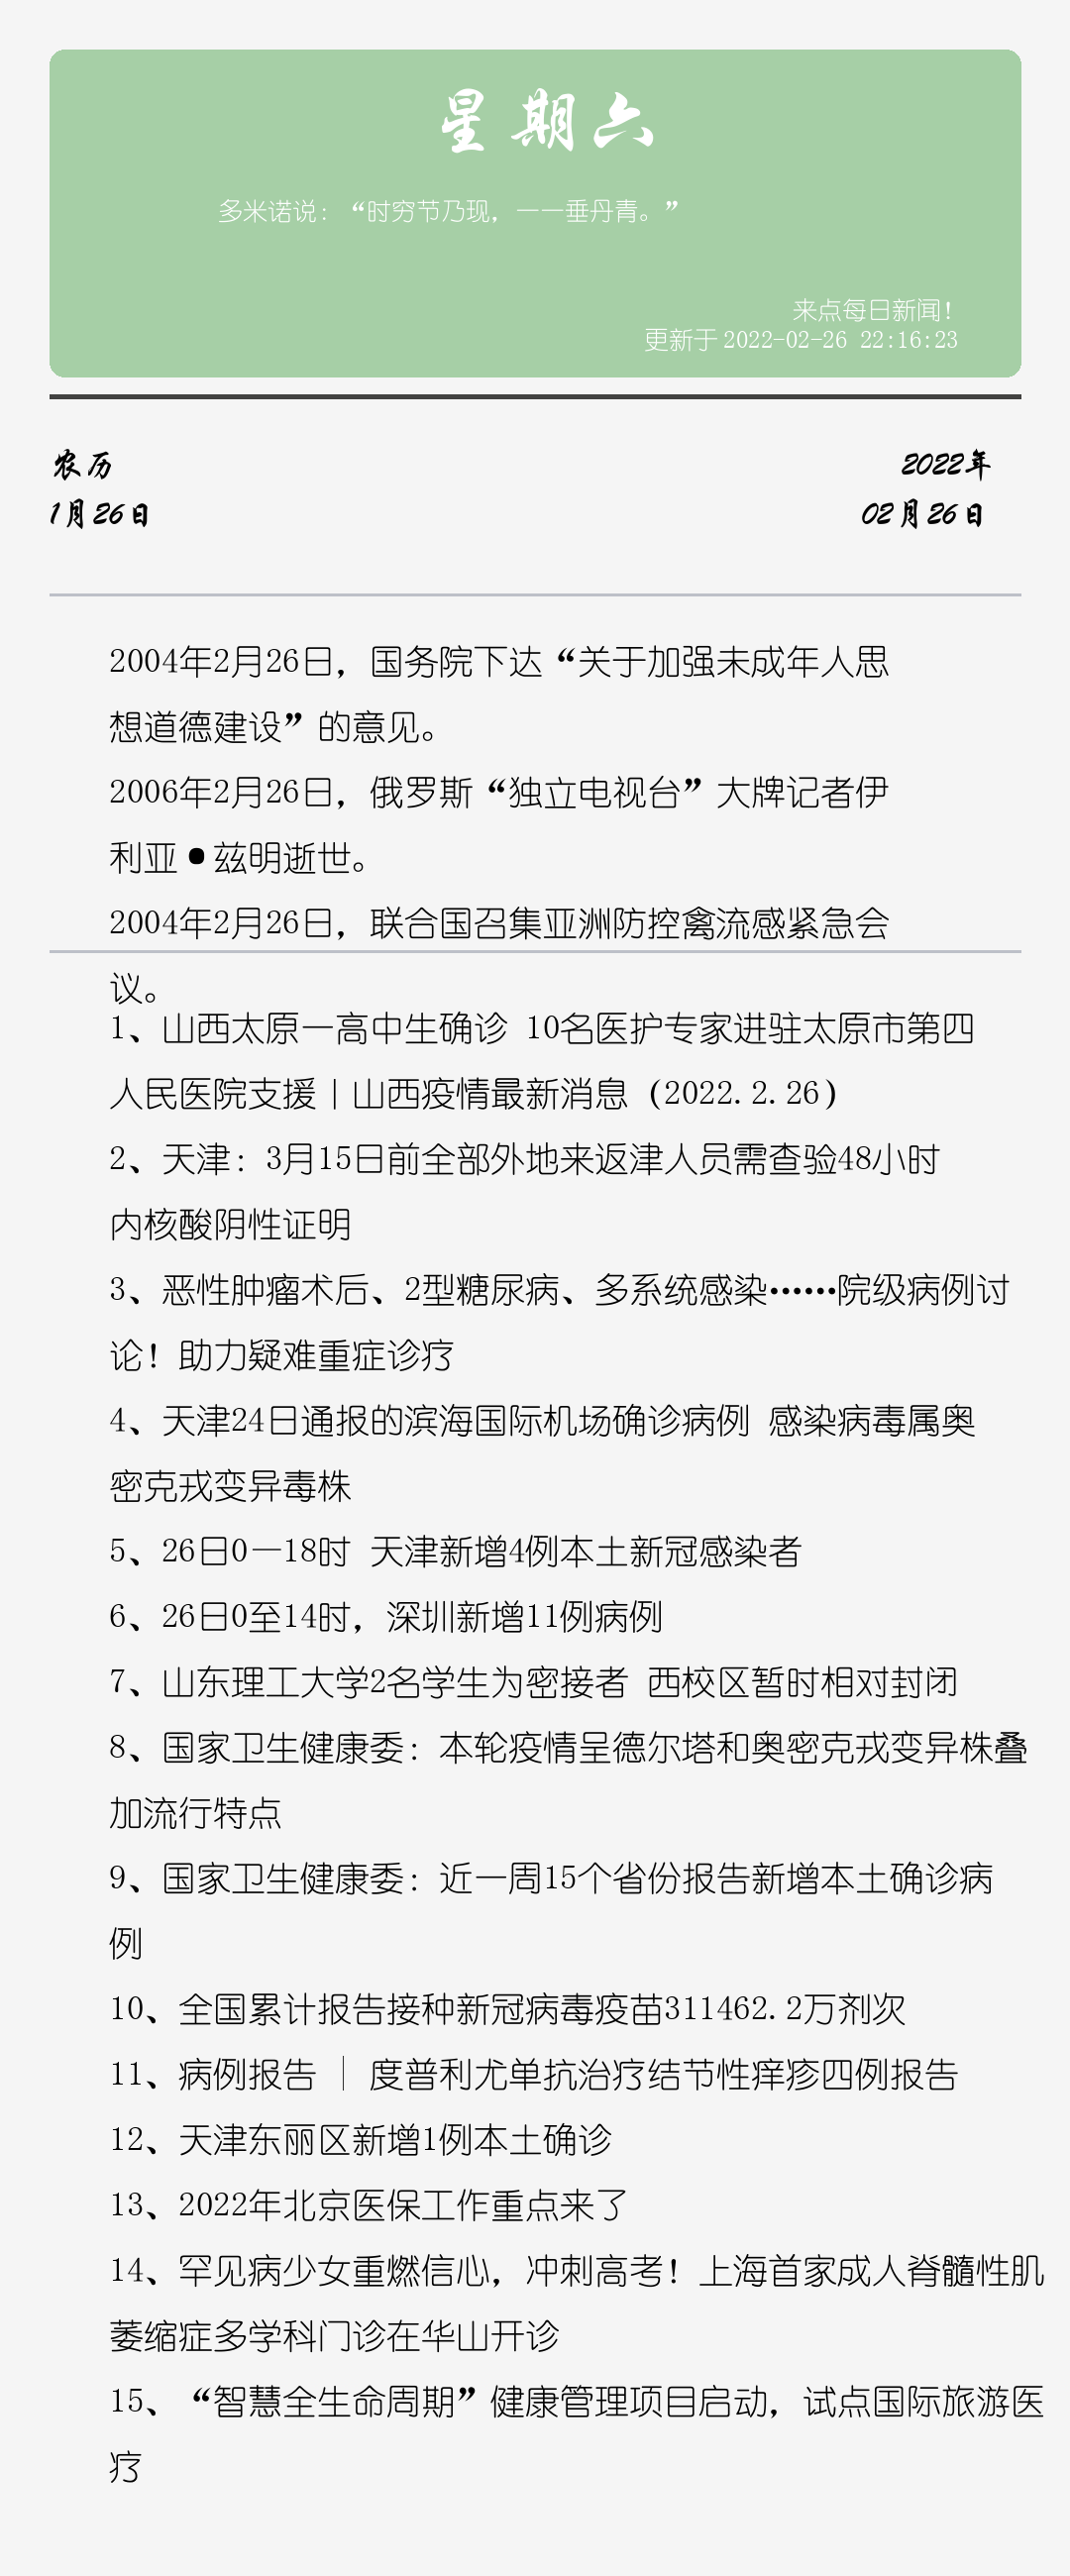 星期六
多米诺说：“时穷节乃现，一一垂丹青。”
来点每日新闻！
更新于 2022-02-26 22:16:23
农历
2022年
1月26日
02月26日
2004年2月26日，国务院下达“关于加强未成年人思
想道德建设”的意见。
2006年2月26日，俄罗斯“独立电视台”大牌记者伊
利亚•兹明逝世。
2004年2月26日，联合国召集亚洲防控禽流感紧急会
议。
1、山西太原一高中生确诊 10名医护专家进驻太原市第四
人民医院支援｜山西疫情最新消息（2022.2.26）
2、天津：3月15日前全部外地来返津人员需查验48小时
内核酸阴性证明
3、恶性肿瘤术后、2型糖尿病、多系统感染……院级病例讨
论！助力疑难重症诊疗
4、天津24日通报的滨海国际机场确诊病例 感染病毒属奥
密克戎变异毒株
5、26日0—18时 天津新增4例本土新冠感染者
6、26日0至14时，深圳新增11例病例
7、山东理工大学2名学生为密接者 西校区暂时相对封闭
8、国家卫生健康委：本轮疫情呈德尔塔和奥密克戎变异株叠
加流行特点
9、国家卫生健康委：近一周15个省份报告新增本土确诊病
例
10、全国累计报告接种新冠病毒疫苗311462.2万剂次
11、病例报告 │ 度普利尤单抗治疗结节性痒疹四例报告
12、天津东丽区新增1例本土确诊
13、2022年北京医保工作重点来了
14、罕见病少女重燃信心，冲刺高考！上海首家成人脊髓性肌
萎缩症多学科门诊在华山开诊
15、“智慧全生命周期”健康管理项目启动，试点国际旅游医
疗